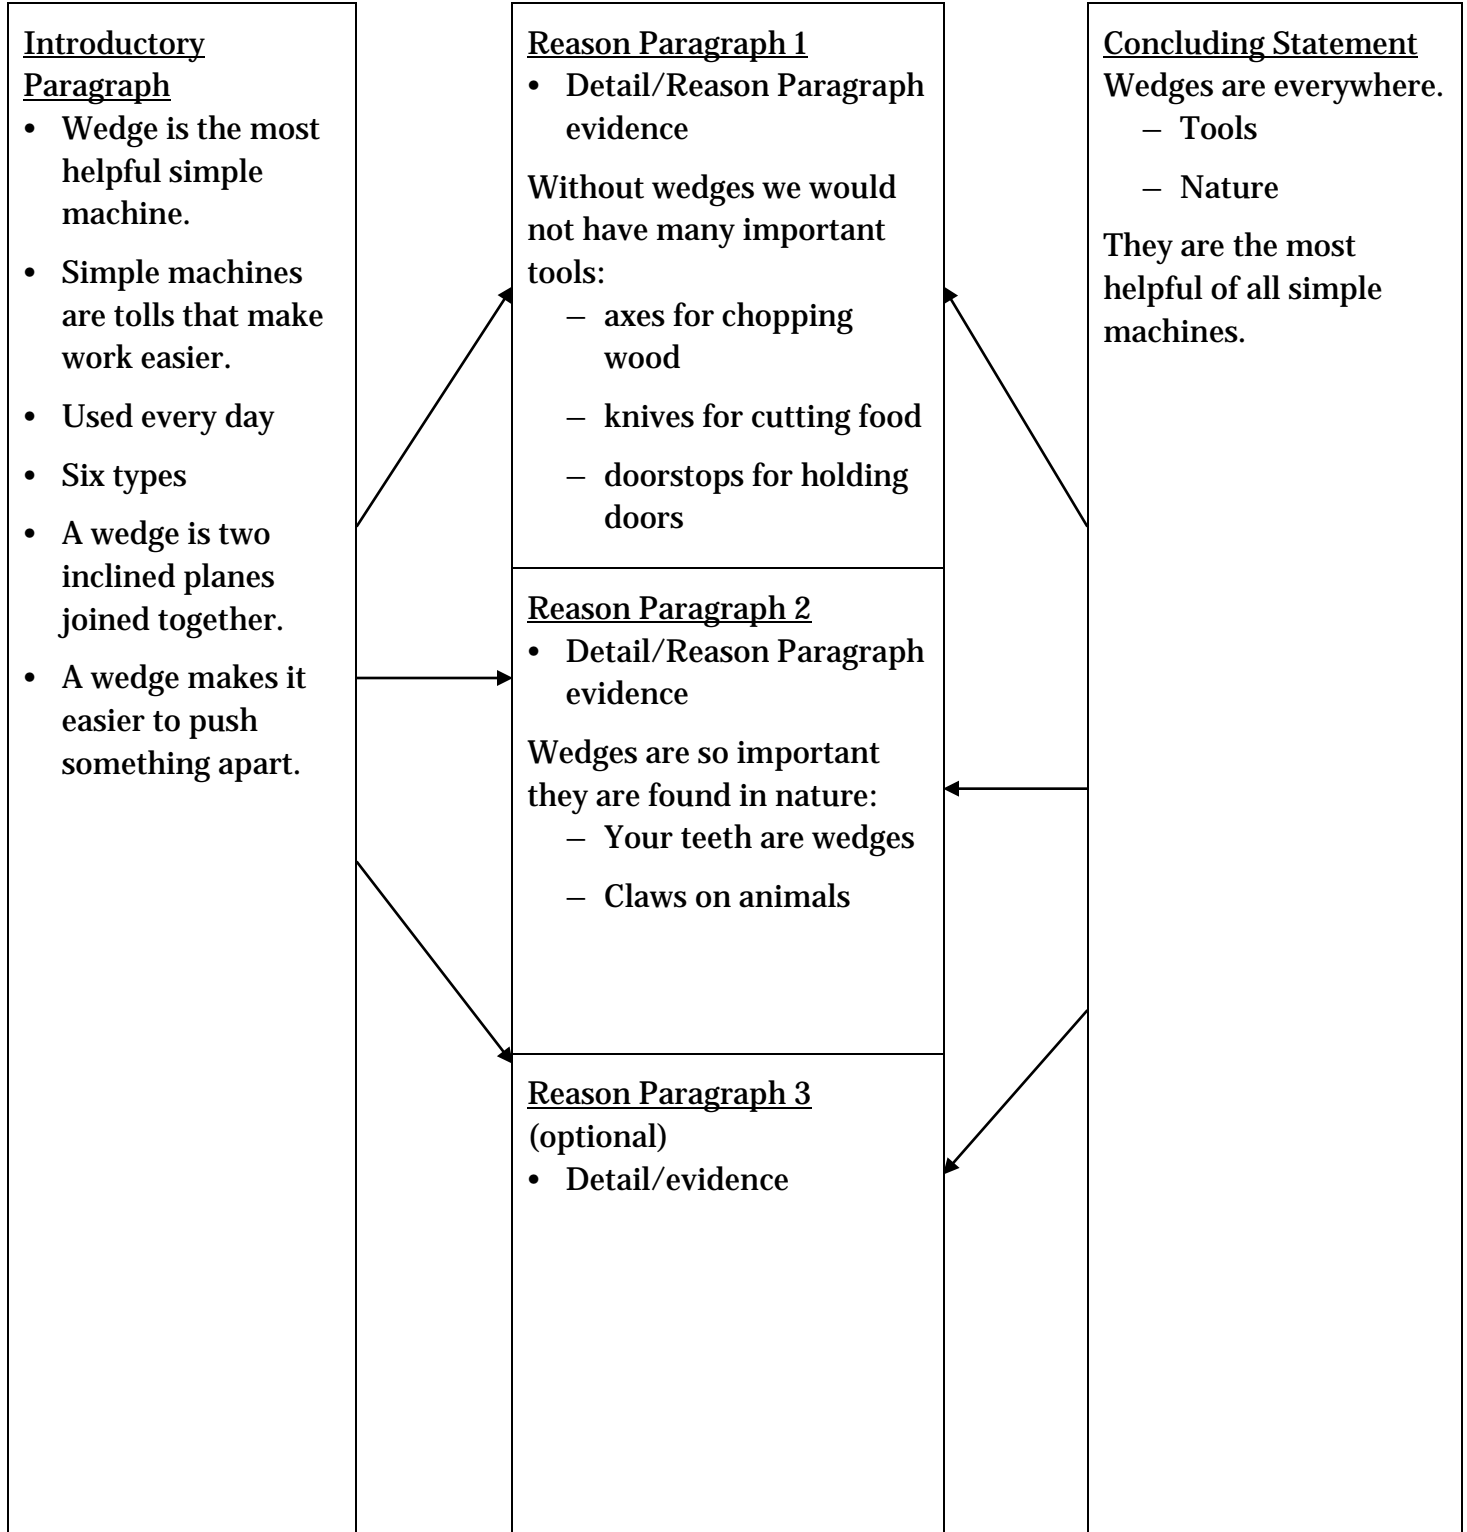 Introductory
Paragraph
• Wedge is the most
helpful simple
machine.
• Simple machines
are tolls that make
work easier.
• Used every day
• Six types
• A wedge is two
inclined planes
joined together.
• A wedge makes it
easier to push
something apart.
Reason Paragraph 1
• Detail/Reason Paragraph
evidence
Without wedges we would
not have many important
tools:
– axes for chopping
wood
– knives for cutting food
– doorstops for holding
doors
Reason Paragraph 2
• Detail/Reason Paragraph
evidence
Wedges are so important
they are found in nature:
– Your teeth are wedges
– Claws on animals
Reason Paragraph 3
(optional)
• Detail/evidence
Concluding Statement
Wedges are everywhere.
– Tools
– Nature
They are the most
helpful of all simple
machines.